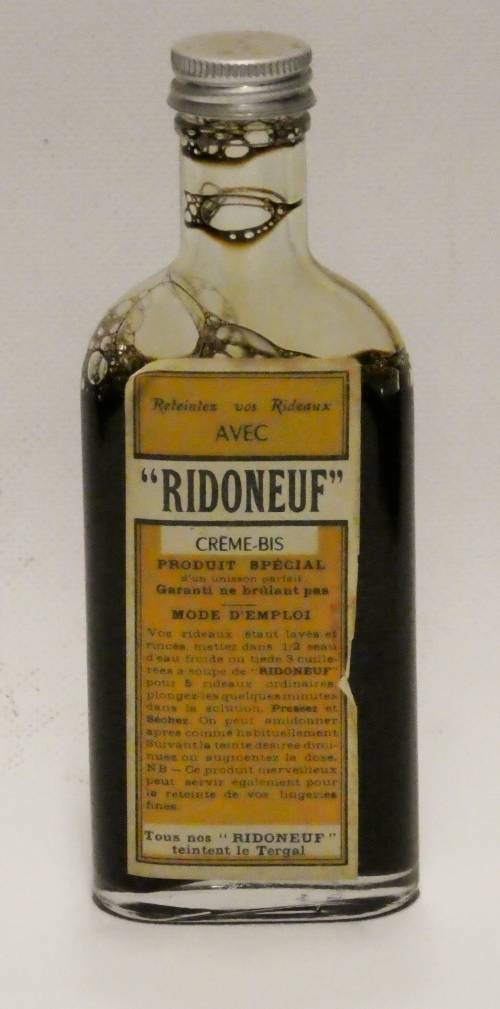 Reteintez vos Rideaux
AVEC
"RIDONEUF"
CRÈME-BIS
PRODUIT SPÉCIAL
d'un unisson parfait
Garanti ne brûlant pas
MODE D'EMPLOI
Vos rideaux étant lavés et
rincés, mettez dans 1/2 seau
d'eau froide ou tiède 3 cuille-
rées à soupe de "RIDONEUF"
pour 5 rideaux ordinaires,
plongez-les quelques minutes
dans la solution. Pressez et
Séchez. On peut amidonner
après comme habituellement
Suivant la teinte désirée dimi-
nuez ou augmentez la dose.
NB — Ce produit merveilleux
peut servir également pour
la reteinte de vos lingeries
fines.
Tous nos "RIDONEUF"
teintent le Tergal